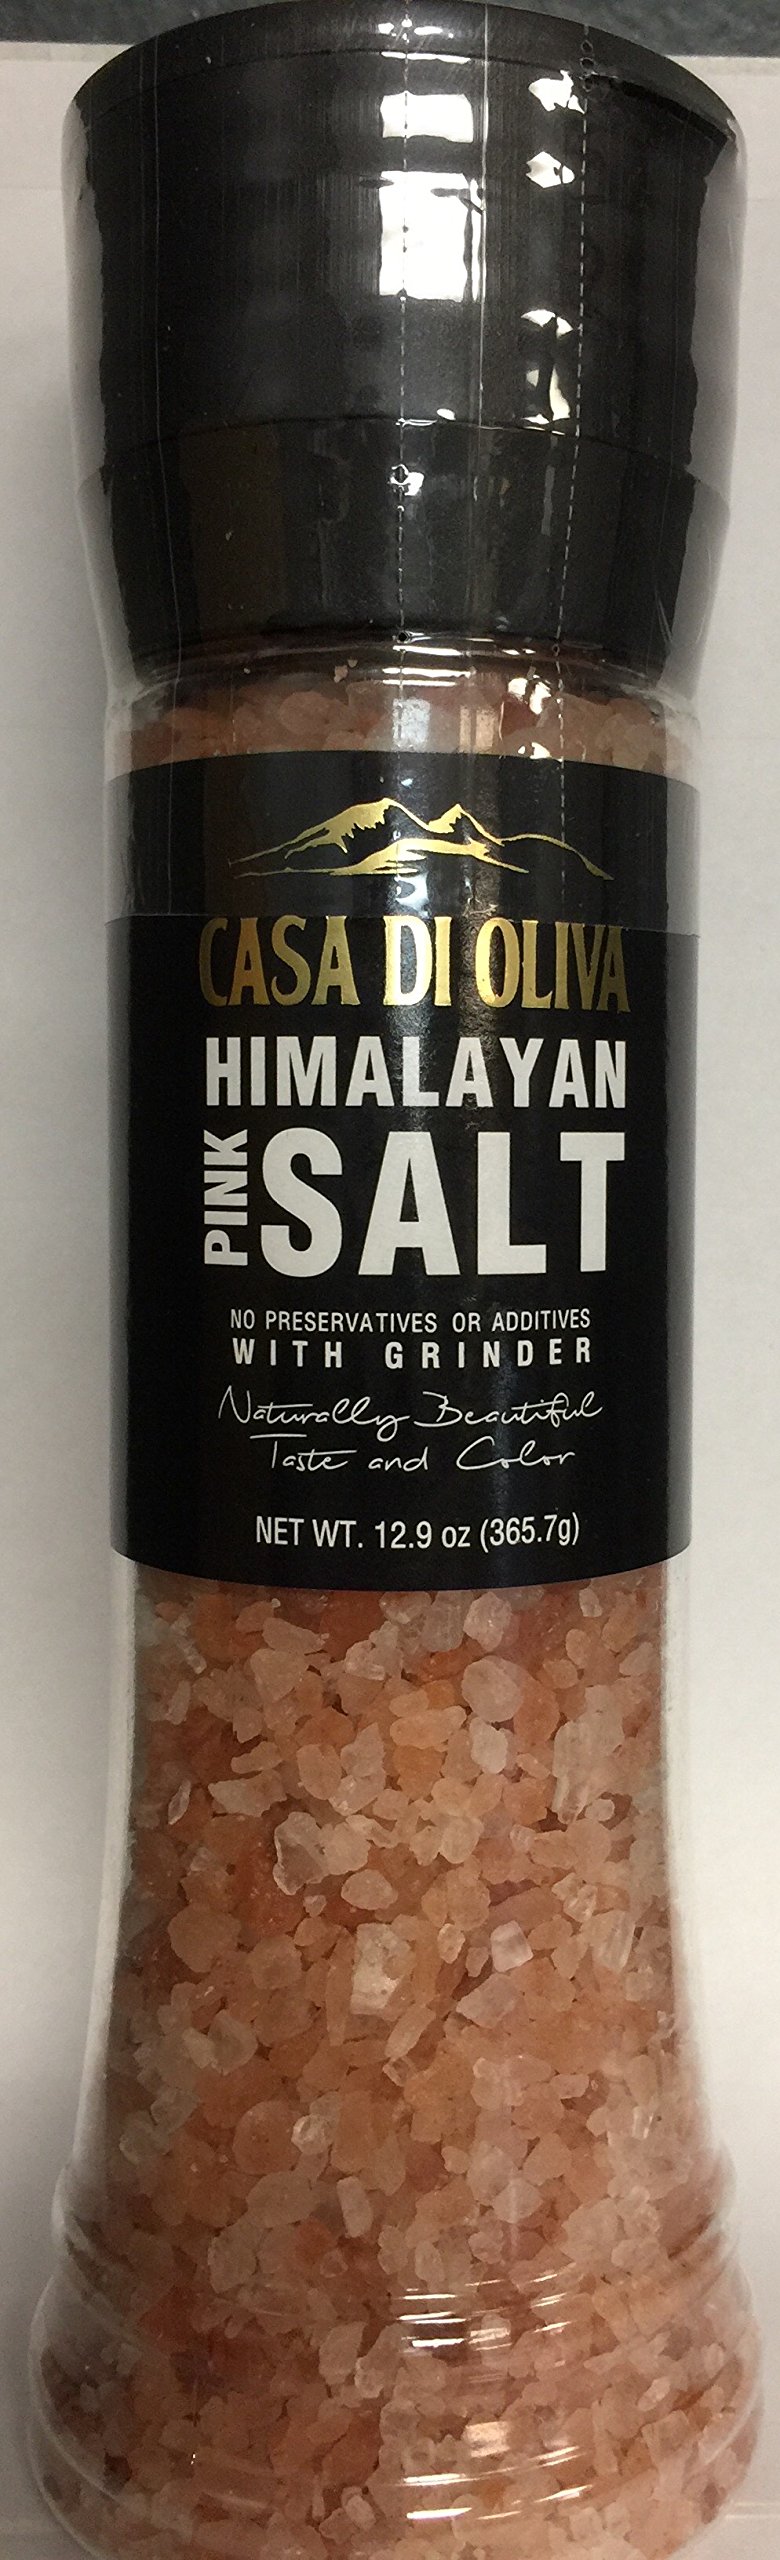 CASA DI OLIVA
HIMALAYAN
PINK SALT
NO PRESERVATIVES OR ADDITIVES
WITH GRINDER
Naturally Beautiful
Taste and Color
NET WT. 12.9 oz (365.7g)